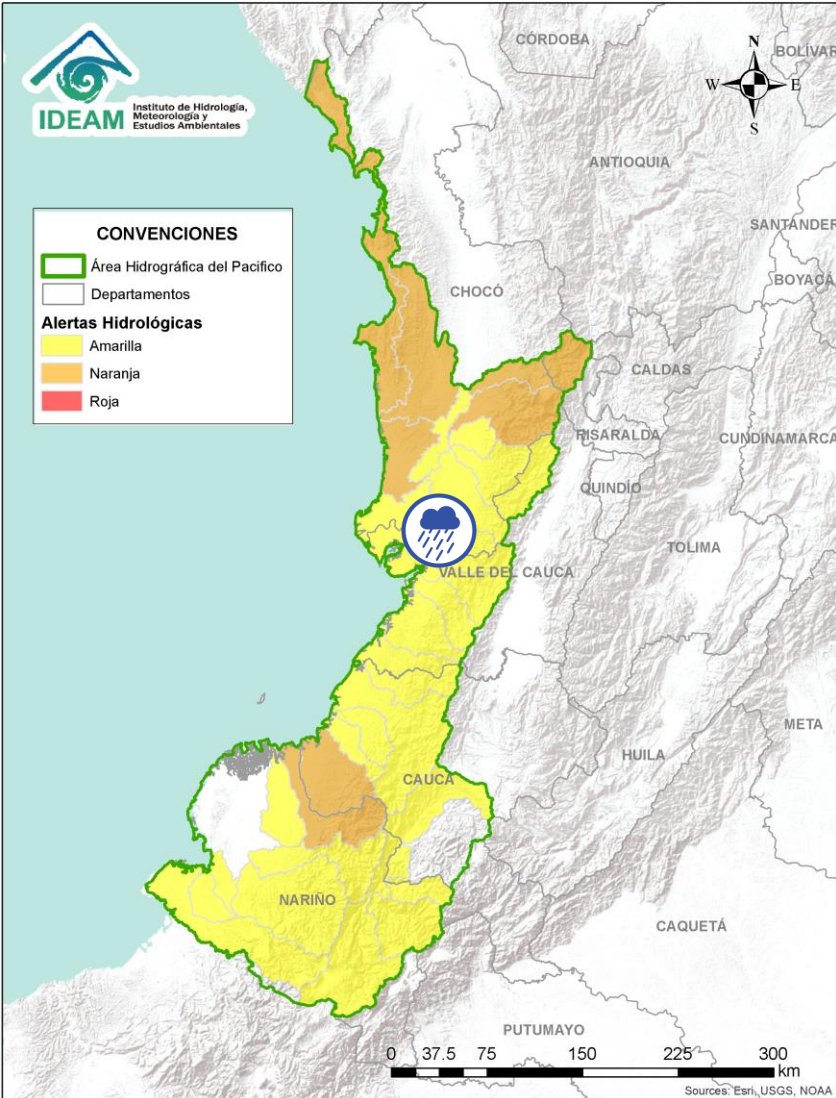 IDEAM
Instituto de Hidrología,
Meteorología y
Estudios Ambientales
CÓRDOBA
BOLÍVAR
N
W
E
S
ANTIOQUIA
SANTANDER
CONVENCIONES
Área Hidrográfica del Pacifico
Departamentos
Alertas Hidrológicas
Amarilla
Naranja
Roja
BOYACÁ
CHOCÓ
CALDAS
RISARALDA
CUNDINAMARCA
QUINDÍO
TOLIMA
VALLE DEL CAUCA
META
HUILA
CAUCA
NARIÑO
CAQUETÁ
PUTUMAYO
0 37.5 75 150 225 300
km
Sources: Esri, USGS, NOAA